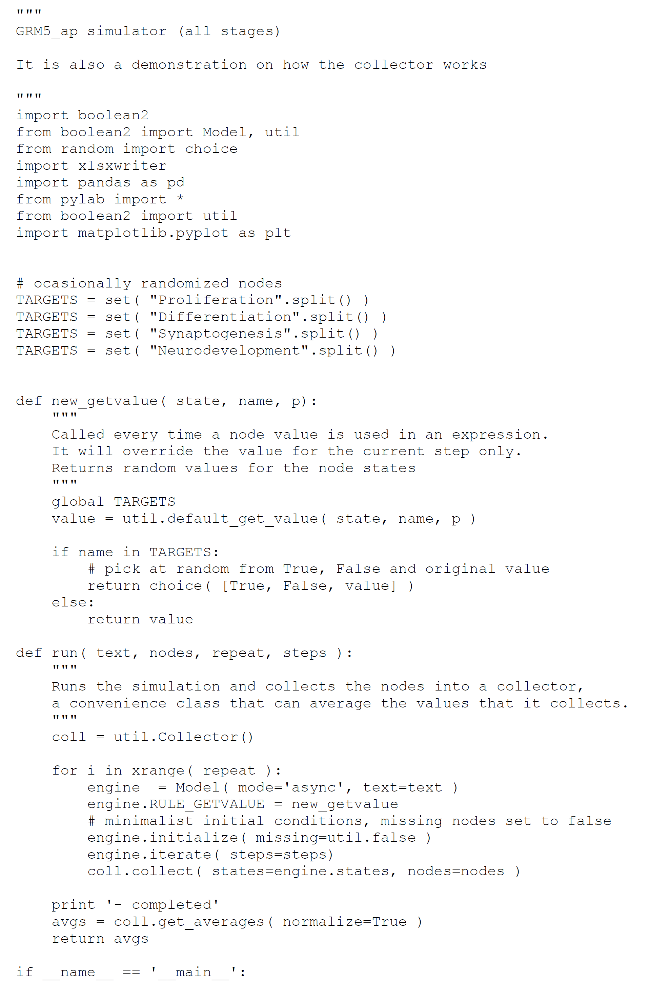 """
GRM5_ap simulator (all stages)
It is also a demonstration on how the collector works
"""
import boolean2
from boolean2 import Model, util
from random import choice
import xlsxwriter
import pandas as pd
from pylab import *
from boolean2 import util
import matplotlib.pyplot as plt
# ocasionally randomized nodes
TARGETS = set( "Proliferation".split() )
TARGETS = set( "Differentiation".split() )
TARGETS = set( "Synaptogenesis".split() )
TARGETS = set( "Neurodevelopment".split() )
def new_getvalue( state, name, p):
    """
    Called every time a node value is used in an expression.
    It will override the value for the current step only.
    Returns random values for the node states
    """
    global TARGETS
    value = util.default_get_value( state, name, p )
    if name in TARGETS:
        # pick at random from True, False and original value
        return choice( [True, False, value] )
    else:
        return value
def run( text, nodes, repeat, steps ):
    """
    Runs the simulation and collects the nodes into a collector,
    a convenience class that can average the values that it collects.
    """
    coll = util.Collector()
    for i in xrange( repeat ):
        engine  = Model( mode='async', text=text )
        engine.RULE_GETVALUE = new_getvalue
        # minimalist initial conditions, missing nodes set to false
        engine.initialize( missing=util.false )
        engine.iterate( steps=steps)
        coll.collect( states=engine.states, nodes=nodes )
    print '- completed'
    avgs = coll.get_averages( normalize=True )
    return avgs
if __name__ == '__main__':